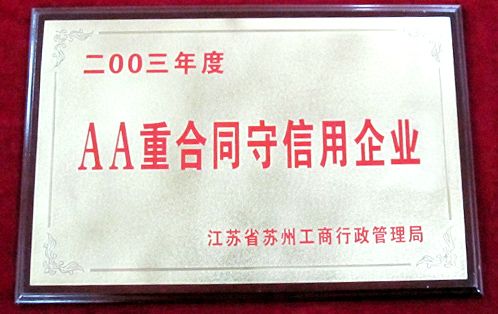 二00三年度
AA重合同守信用企业
江苏省苏州工商行政管理局